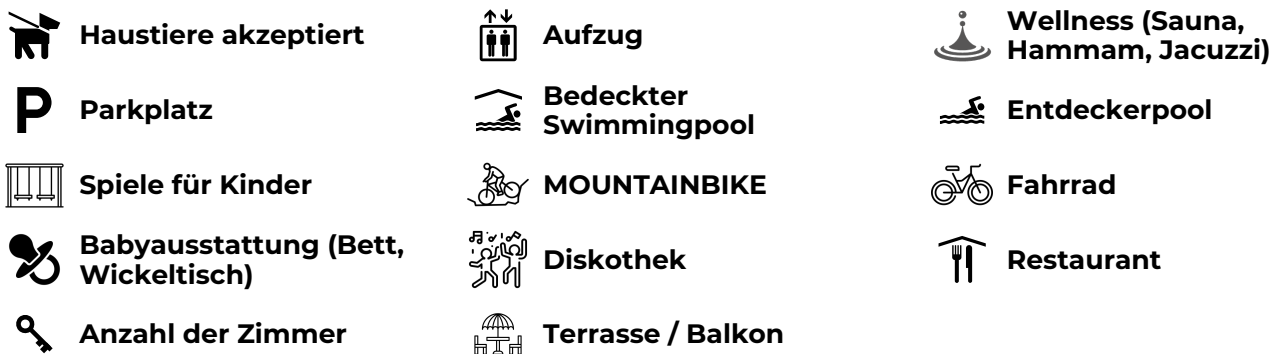 Haustiere akzeptiert
Aufzug
Wellness (Sauna,
Hammam, Jacuzzi)
P
Parkplatz
Bedeckter
Swimmingpool
Entdeckerpool
Spiele für Kinder
MOUNTAINBIKE
Fahrrad
Babyausstattung (Bett,
Wickeltisch)
Diskothek
Restaurant
Anzahl der Zimmer
Terrasse / Balkon